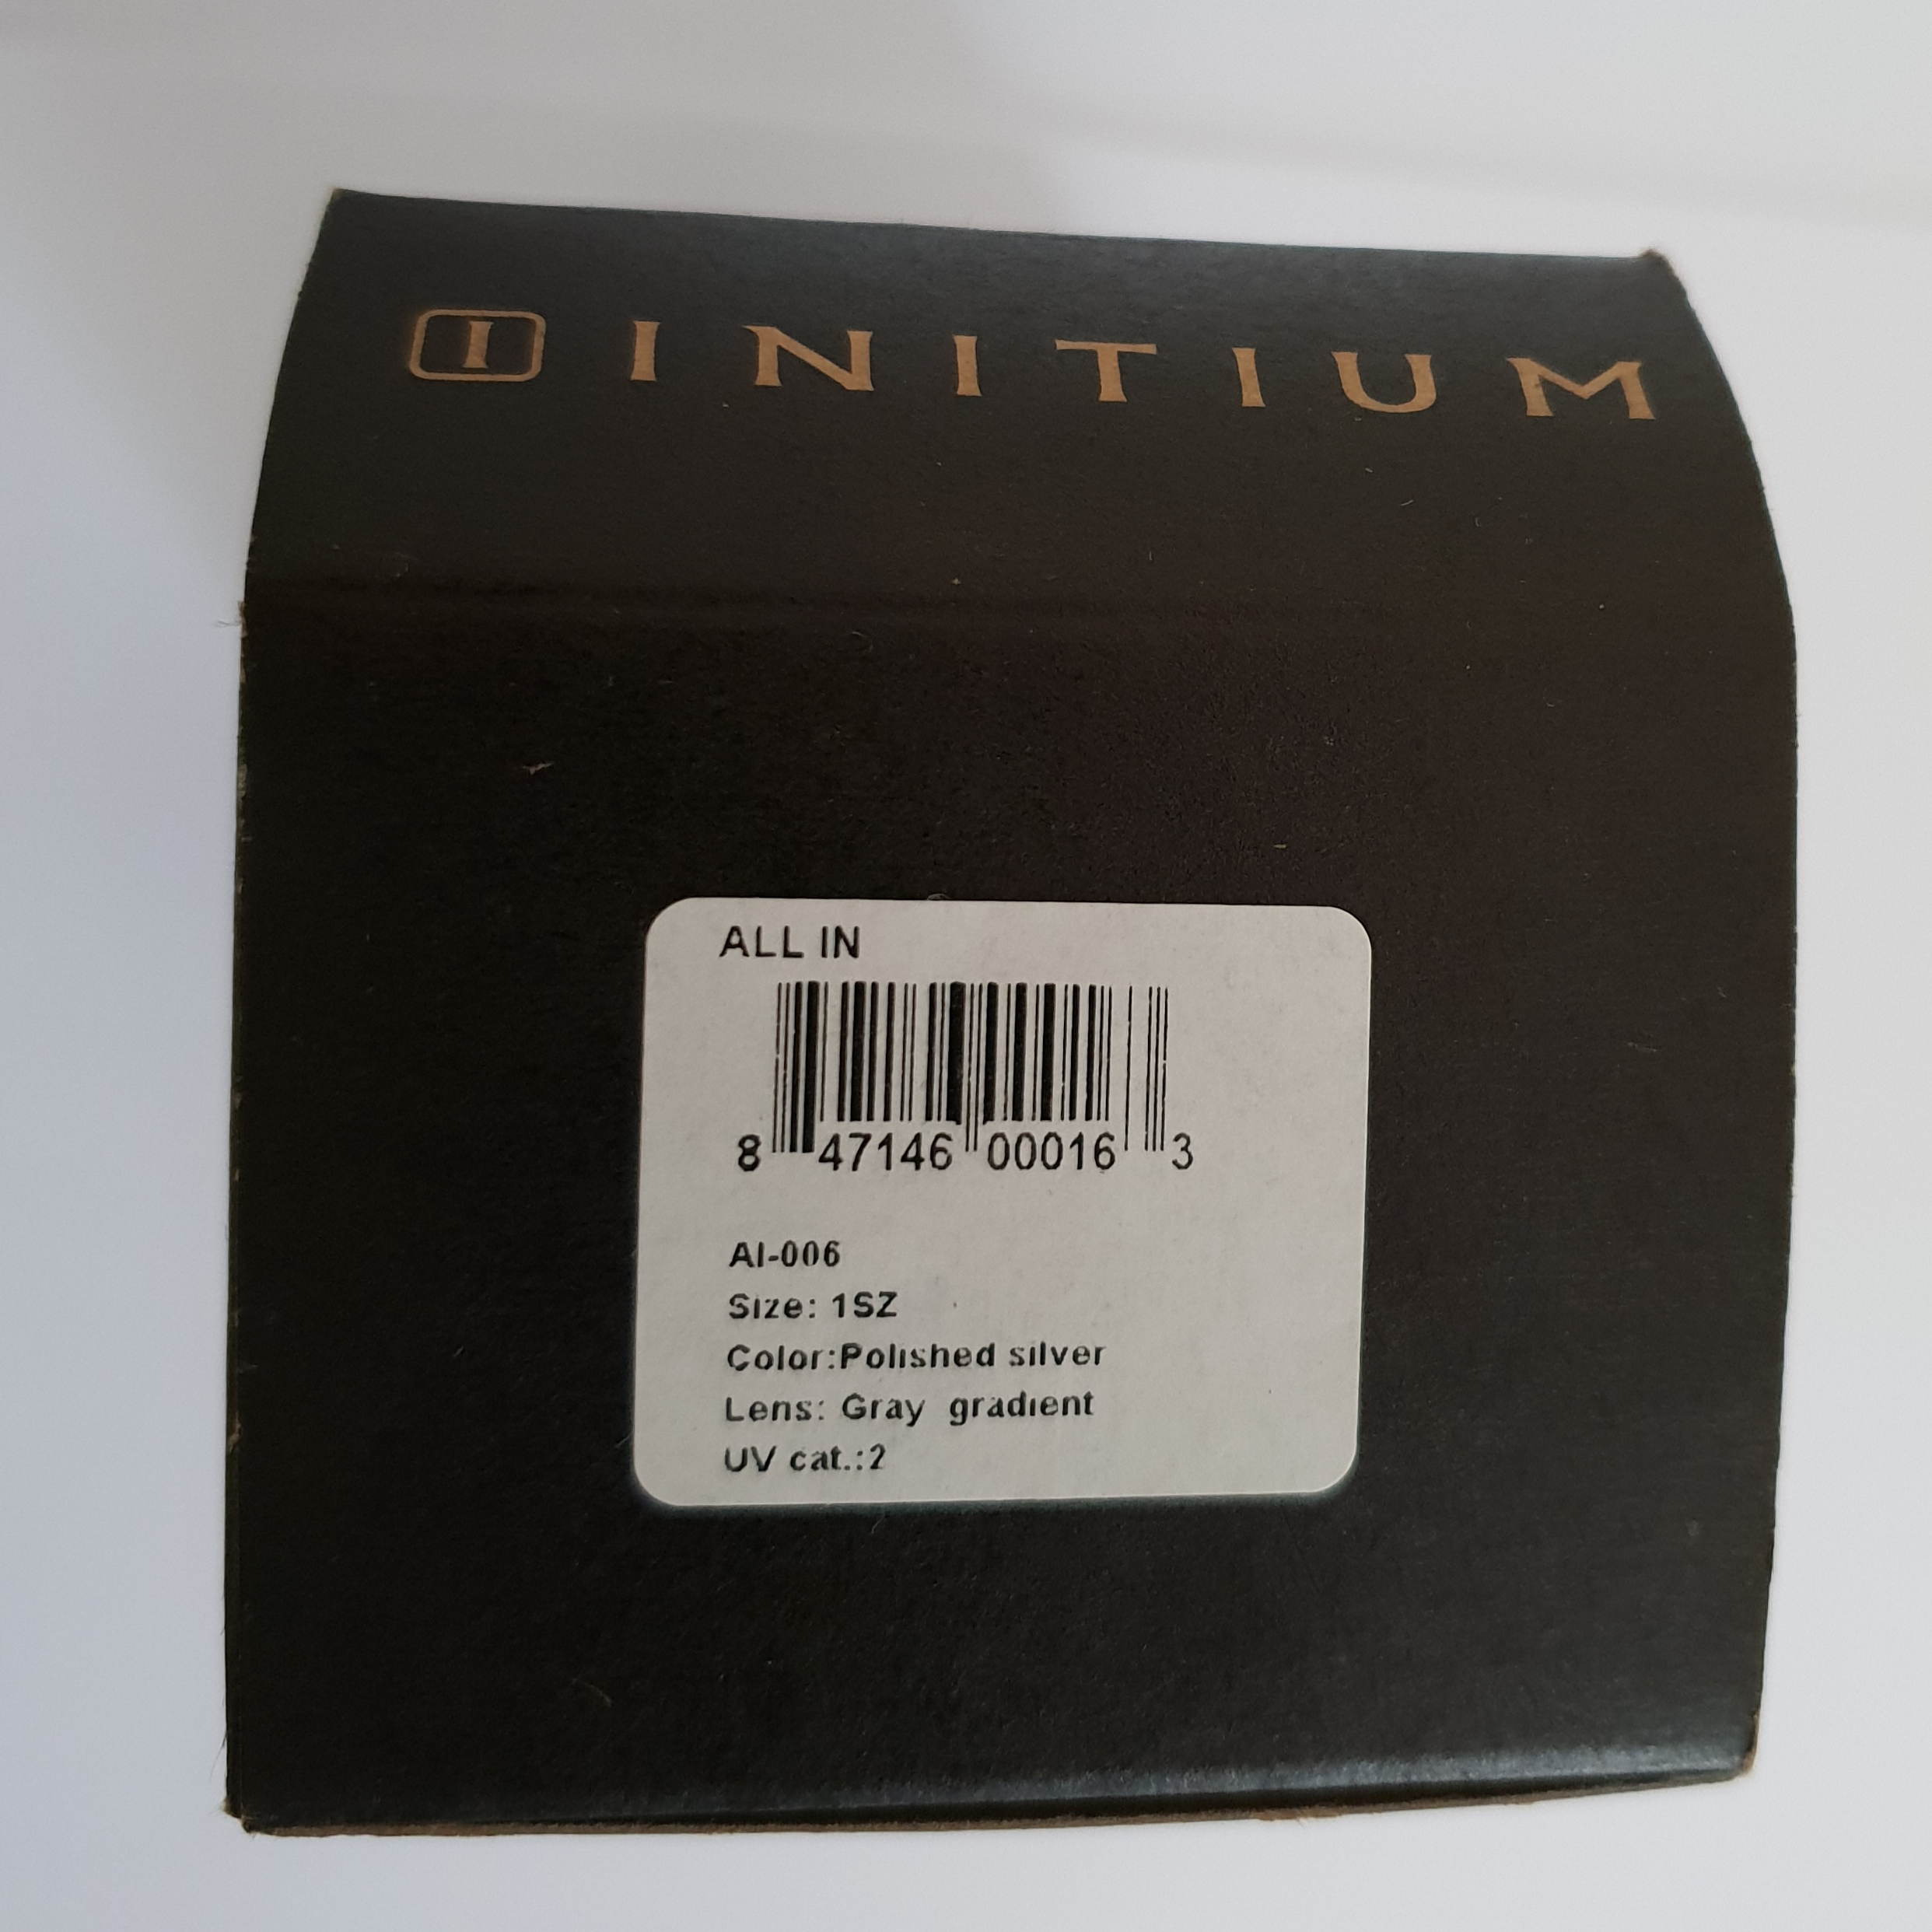 I INITIUM
ALL IN
8 47146 00016 3
AI-006
Size: 1SZ
Color:Polished silver
Lens: Gray gradient
UV cat.:2